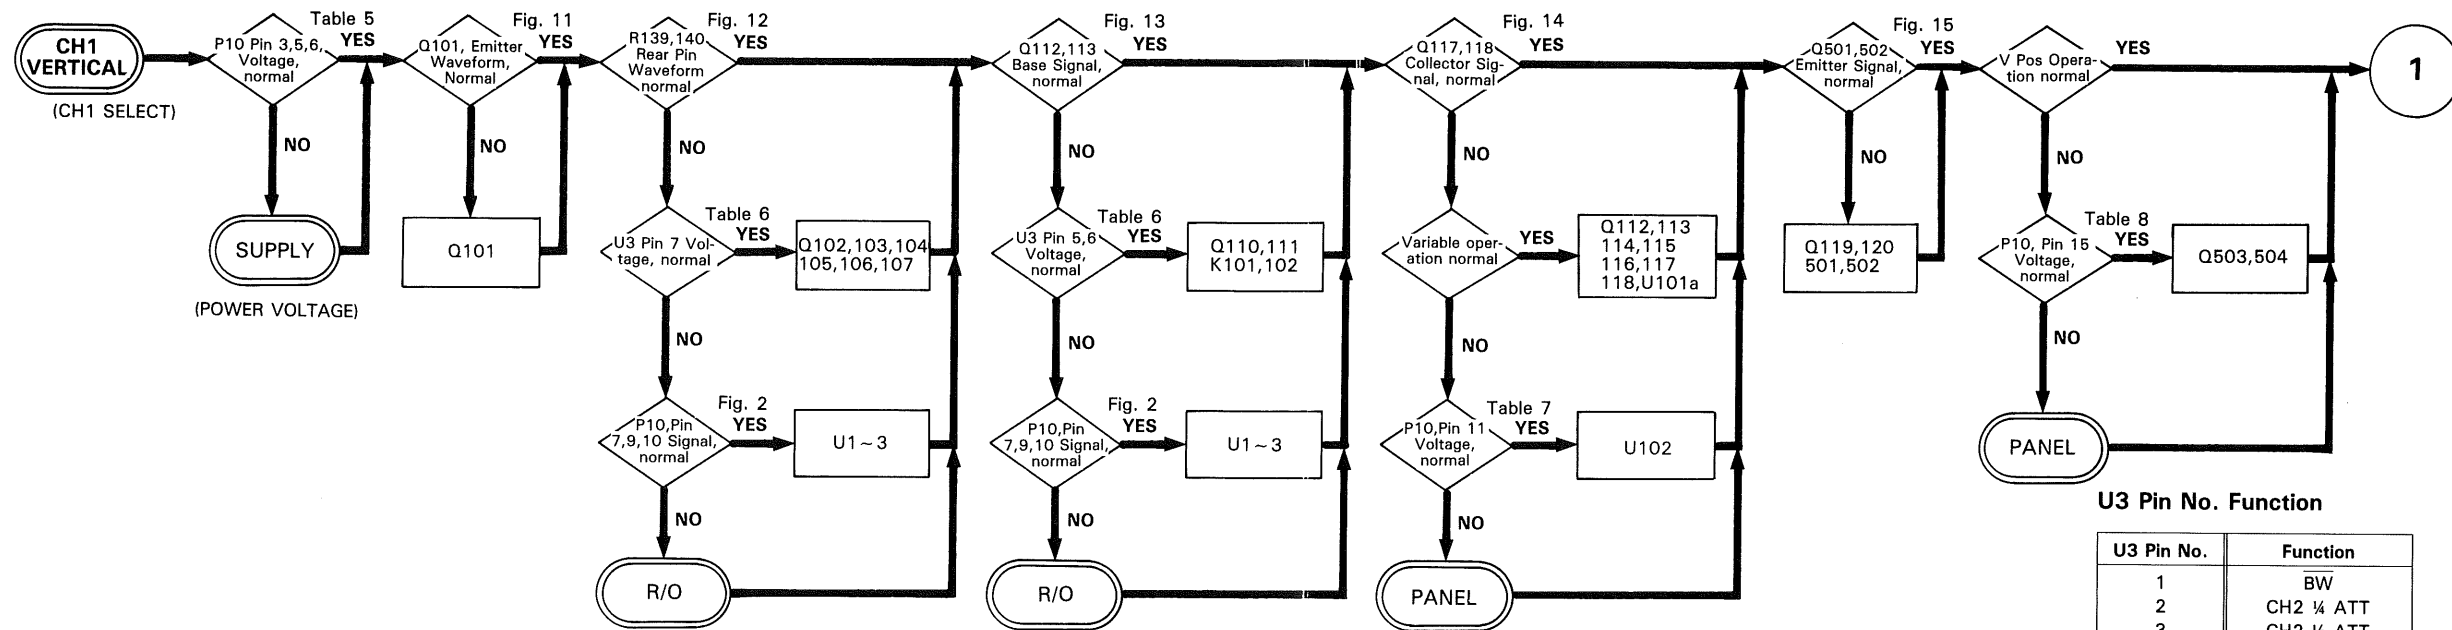 CH1
VERTICAL
(CH1 SELECT)
P10 Pin 3,5,6,
Voltage,
normal
Table 5
YES
NO
SUPPLY
(POWER VOLTAGE)
Q101, Emitter
Waveform,
Normal
Fig. 11
YES
NO
Q101
R139,140
Rear Pin
Waveform
normal
Fig. 12
YES
NO
U3 Pin 7 Vol-
tage, normal
Table 6
YES
Q102,103,104
105,106,107
NO
P10,Pin
7,9,10 Signal,
normal
Fig. 2
YES
U1~3
NO
R/O
Q112,113
Base Signal,
normal
Fig. 13
YES
NO
U3 Pin 5,6
Voltage,
normal
Table 6
YES
Q110,111
K101,102
NO
P10,Pin
7,9,10 Signal,
normal
Fig. 2
YES
U1~3
NO
R/O
Q117,118
Collector Sig-
nal, normal
Fig. 14
YES
NO
Variable oper-
ation normal
YES
Q112,113
114,115
116,117
118,U101a
NO
P10,Pin 11
Voltage,
normal
Table 7
YES
U102
NO
PANEL
Q501,502
Emitter Signal,
normal
Fig. 15
YES
NO
Q119,120
501,502
V Pos Opera-
tion normal
YES
NO
P10, Pin 15
Voltage,
normal
Table 8
YES
Q503,504
NO
PANEL
1
U3 Pin No. Function
U3 Pin No. Function
1 B̅W̅
2 CH2 ¼ ATT